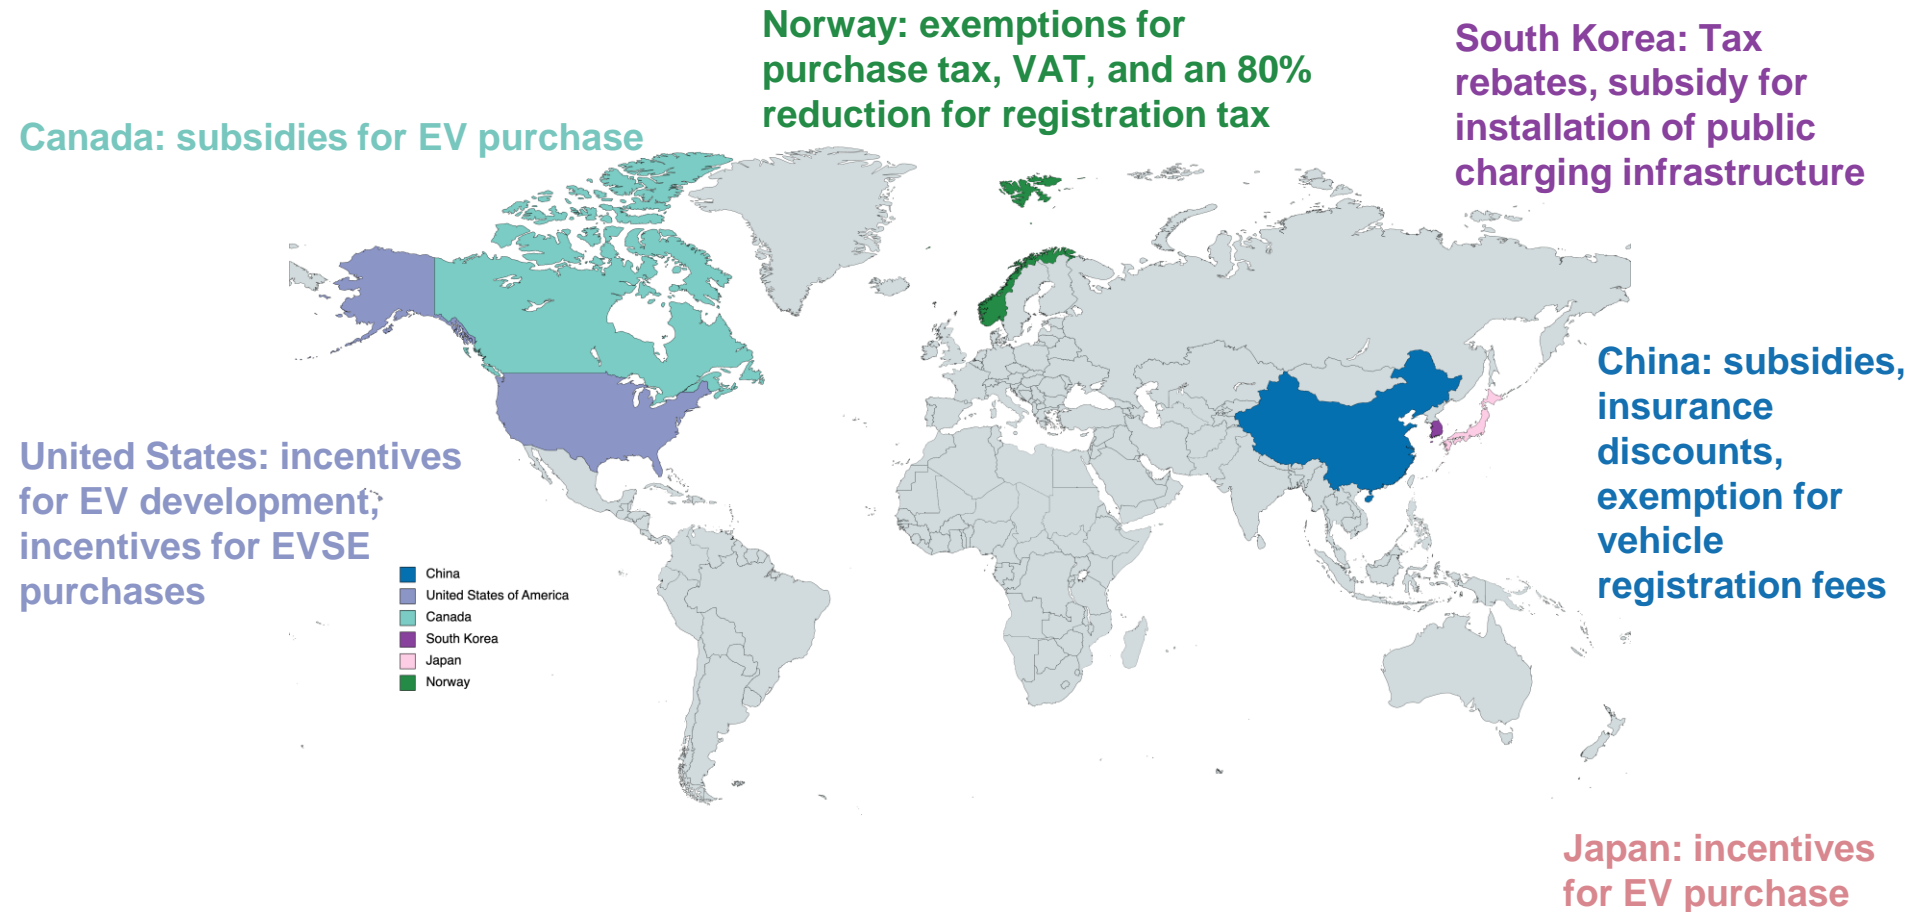 Norway: exemptions for
purchase tax, VAT, and an 80%
reduction for registration tax
South Korea: Tax
rebates, subsidy for
installation of public
charging infrastructure
Canada: subsidies for EV purchase
China: subsidies,
insurance
discounts,
exemption for
vehicle
registration fees
United States: incentives
for EV development,
incentives for EVSE
purchases
China
United States of America
Canada
South Korea
Japan
Norway
Japan: incentives
for EV purchase